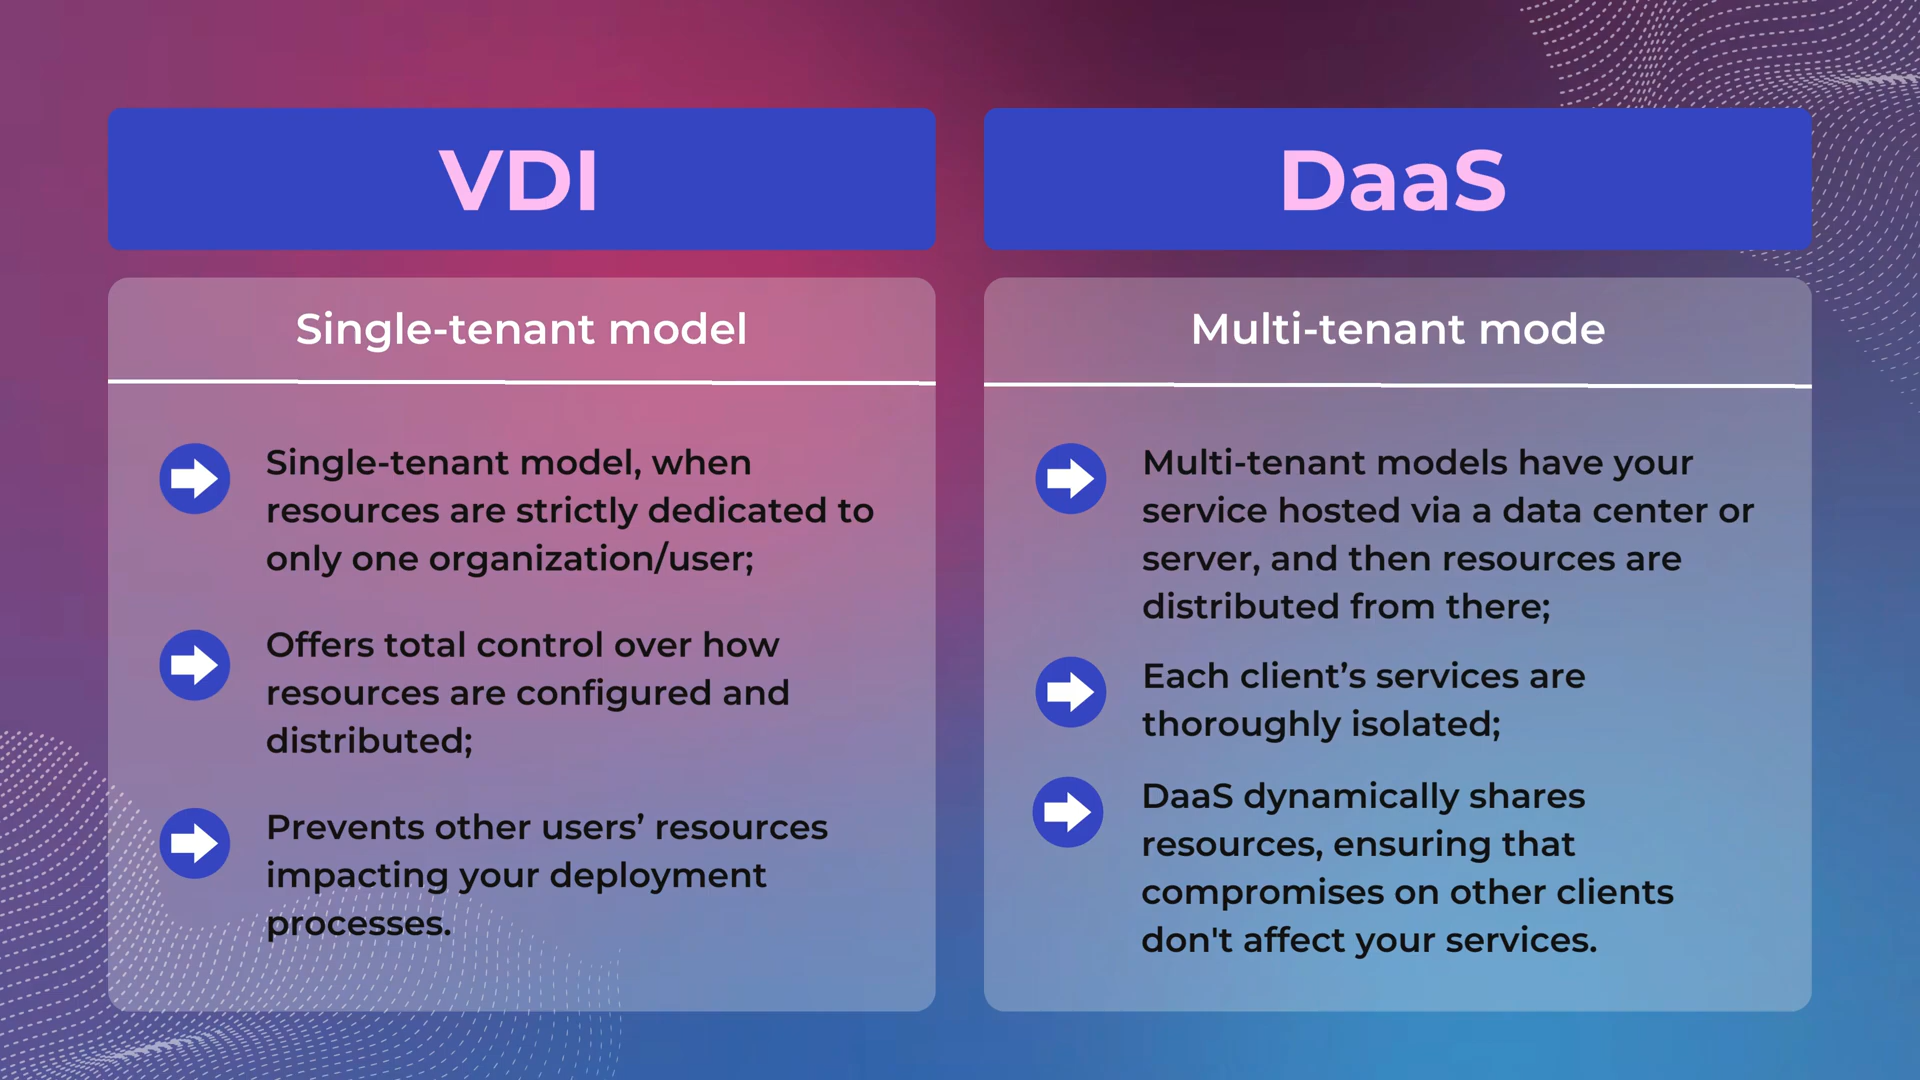 VDI
Single-tenant model
Single-tenant model, when
resources are strictly dedicated to
only one organization/user;
Offers total control over how
resources are configured and
distributed;
Prevents other users’ resources
impacting your deployment
processes.
DaaS
Multi-tenant mode
Multi-tenant models have your
service hosted via a data center or
server, and then resources are
distributed from there;
Each client’s services are
thoroughly isolated;
DaaS dynamically shares
resources, ensuring that
compromises on other clients
don't affect your services.